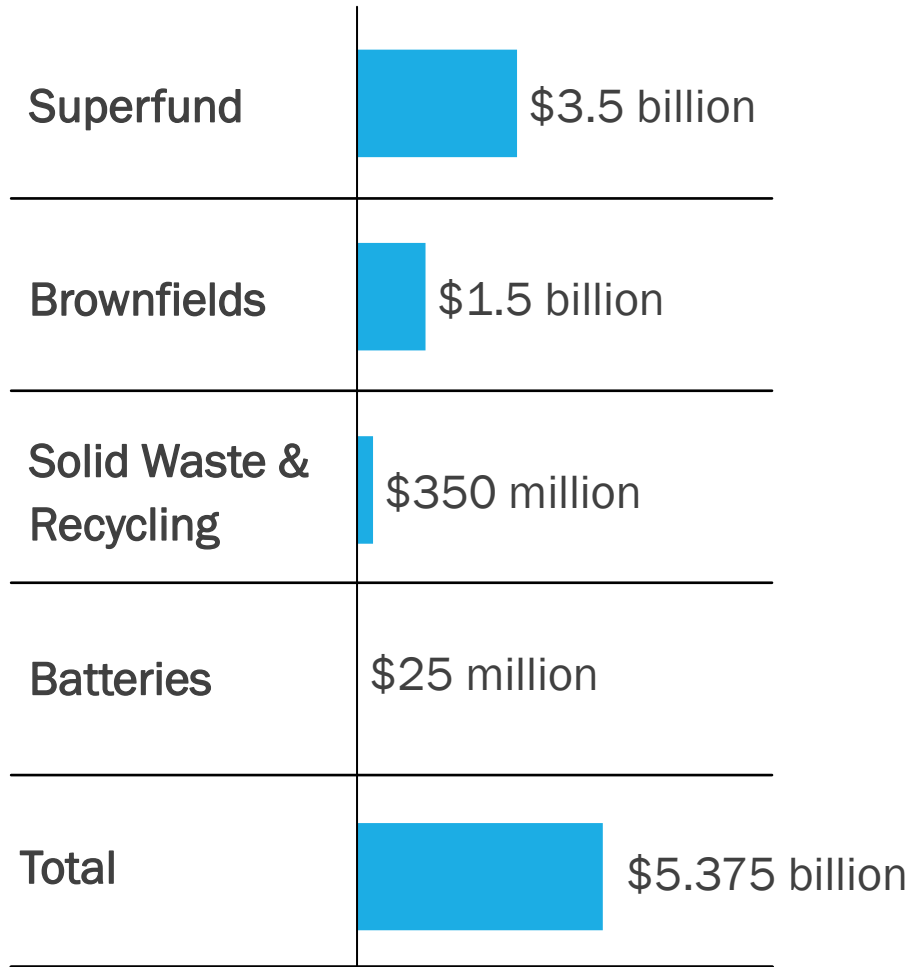 Superfund
$3.5 billion
Brownfields
$1.5 billion
Solid Waste &
Recycling
$350 million
Batteries
$25 million
Total
$5.375 billion